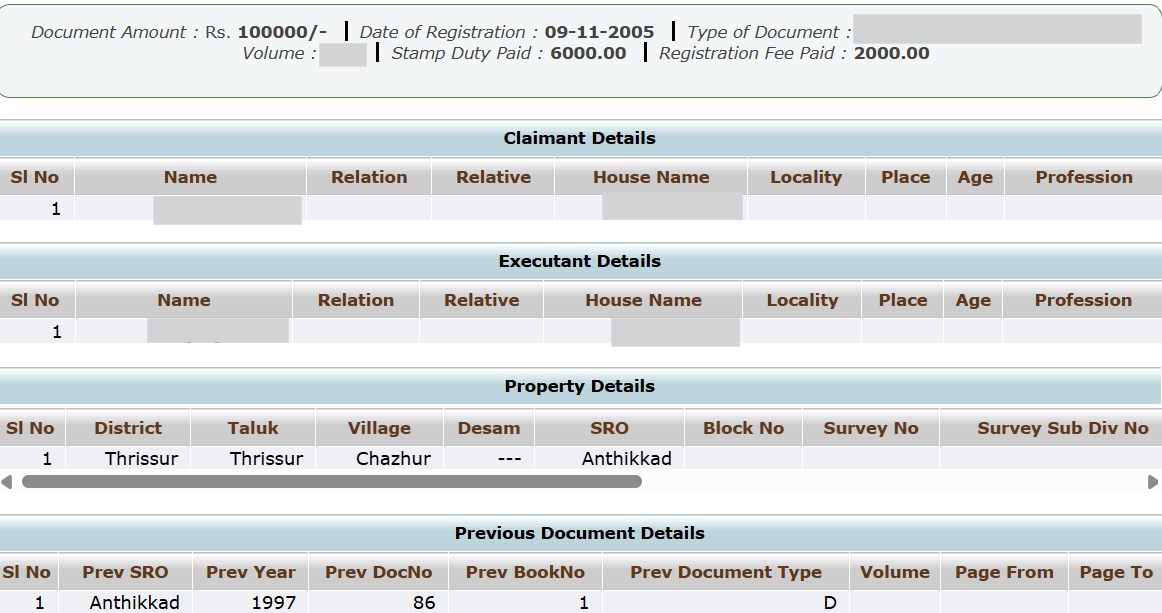 Document Amount : Rs. 100000/- | Date of Registration : 09-11-2005 | Type of Document :
Volume : | Stamp Duty Paid : 6000.00 | Registration Fee Paid : 2000.00
Claimant Details
Sl No Name Relation Relative House Name Locality Place Age Profession
1
Executant Details
Sl No Name Relation Relative House Name Locality Place Age Profession
1
Property Details
Sl No District Taluk Village Desam SRO Block No Survey No Survey Sub Div No
1 Thrissur Thrissur Chazhur --- Anthikkad
Previous Document Details
Sl No Prev SRO Prev Year Prev DocNo Prev BookNo Prev Document Type Volume Page From Page To
1 Anthikkad 1997 86 1 D